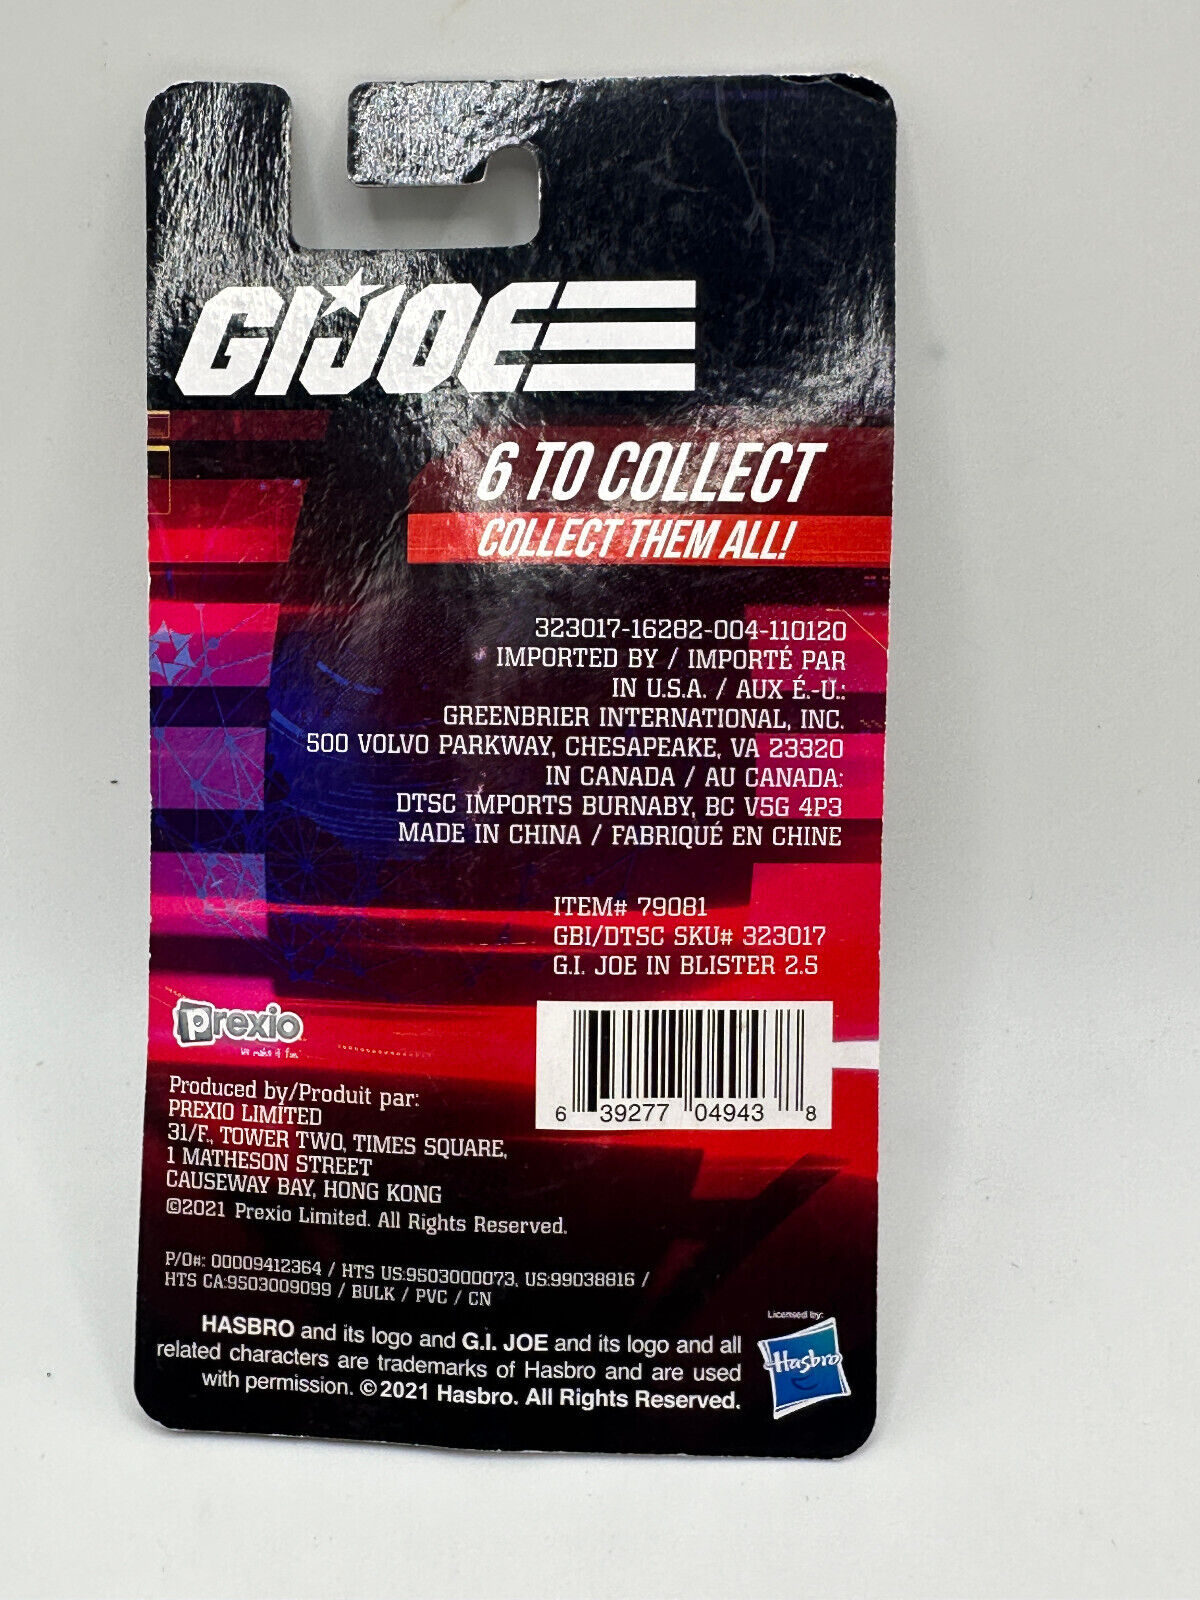 GI JOE
6 TO COLLECT
COLLECT THEM ALL!
323017-16282-004-110120
IMPORTED BY / IMPORTÉ PAR
IN U.S.A. / AUX É.-U.:
GREENBRIER INTERNATIONAL, INC.
500 VOLVO PARKWAY, CHESAPEAKE, VA 23320
IN CANADA / AU CANADA:
DTSC IMPORTS BURNABY, BC V5G 4P3
MADE IN CHINA / FABRIQUÉ EN CHINE
ITEM# 79081
GBI/DTSC SKU# 323017
G.I. JOE IN BLISTER 2.5
6 39277 04943 8
Prexio
we make it fun
Produced by/Produit par:
PREXIO LIMITED
31/F., TOWER TWO, TIMES SQUARE,
1 MATHESON STREET
CAUSEWAY BAY, HONG KONG
©2021 Prexio Limited. All Rights Reserved.
P/O#: 00009412364 / HTS US:9503000073, US:99038816 /
HTS CA:9503009099 / BULK / PVC / CN
HASBRO and its logo and G.I. JOE and its logo and all
related characters are trademarks of Hasbro and are used
with permission. © 2021 Hasbro. All Rights Reserved.
Licensed by:
Hasbro